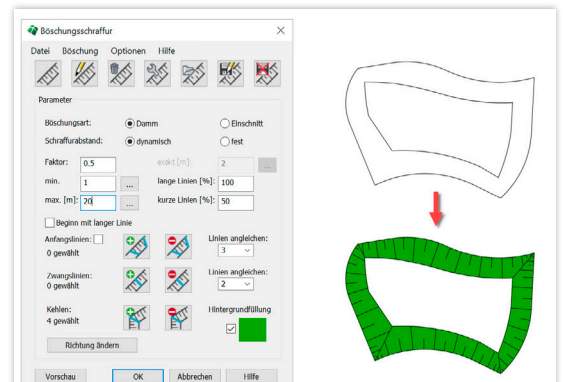 Böschungsschraffur
Datei Böschung Optionen Hilfe
Parameter
Böschungsart: Damm Einschnitt
Schraffurabstand: dynamisch fest
Faktor: 0.5 exakt [m]: 2 ...
min. 1 ... lange Linien [%]: 100
max. [m]: 20 ... kurze Linien [%]: 50
Beginn mit langer Linie
Anfangslinien: Linien angleichen:
0 gewählt 3
Zwangslinien: Linien angleichen:
0 gewählt 2
Kehlen: Hintergrundfüllung
4 gewählt
Richtung ändern
Vorschau OK Abbrechen Hilfe